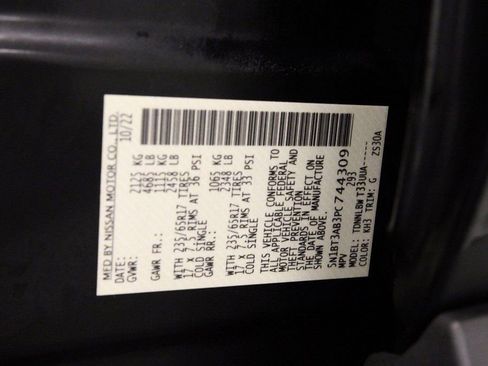 MFD BY NISSAN MOTOR CO., LTD.
DATE: 10/22
GVWR: 2125 KG
4685 LB
GAWR FR.: 1115 KG
2458 LB
WITH 235/65R17 TIRES
17 X 7.5 RIMS AT 36 PSI
COLD SINGLE
GAWR RR.: 1065 KG
2348 LB
WITH 235/65R17 TIRES
17 X 7.5 RIMS AT 33 PSI
COLD SINGLE
THIS VEHICLE CONFORMS TO
ALL APPLICABLE FEDERAL
MOTOR VEHICLE SAFETY AND
THEFT PREVENTION
STANDARDS IN EFFECT ON
THE DATE OF MANUFACTURE
SHOWN ABOVE.
5N1BT3AB3PC744309
MPV 293
MODEL: TDNNLBW T33UUA------
COLOR: KH3 TRIM: G ZS30A